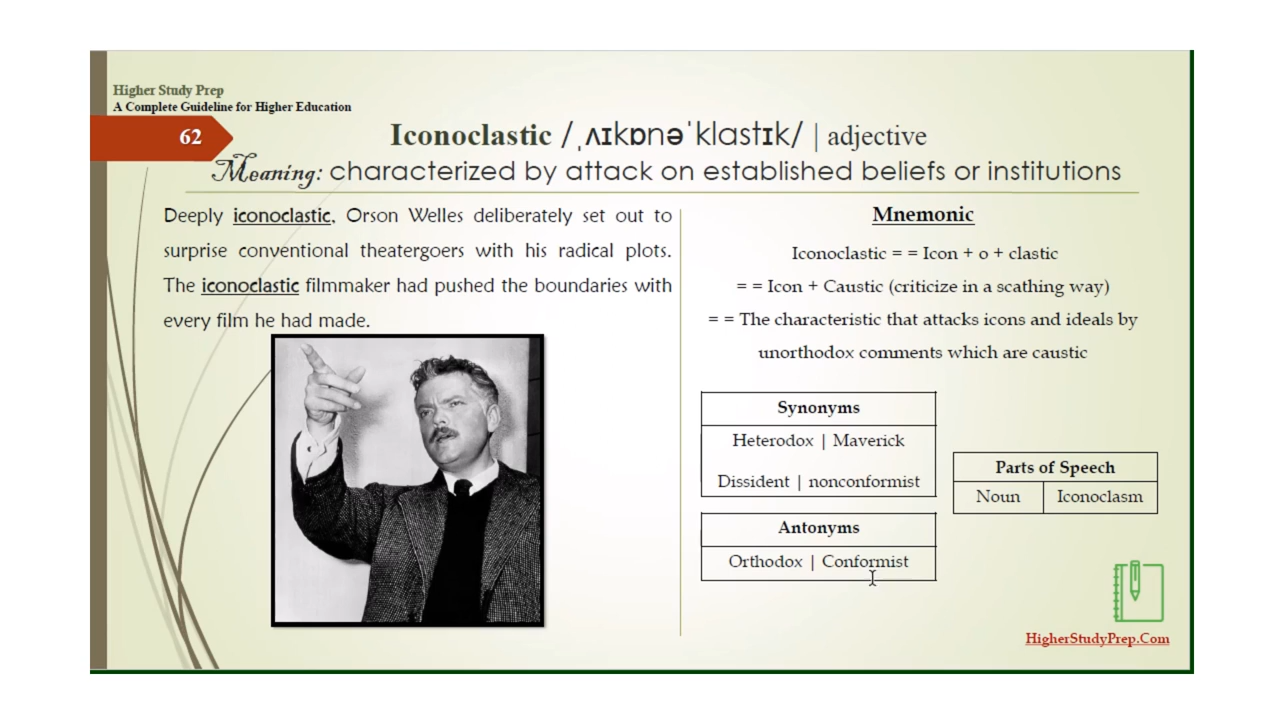 Higher Study Prep
A Complete Guideline for Higher Education
62
Iconoclastic /ˌʌɪkɒnəˈklastɪk/ | adjective
Meaning: characterized by attack on established beliefs or institutions
Deeply iconoclastic, Orson Welles deliberately set out to
surprise conventional theatergoers with his radical plots.
The iconoclastic filmmaker had pushed the boundaries with
every film he had made.
Mnemonic
Iconoclastic = = Icon + o + clastic
= = Icon + Caustic (criticize in a scathing way)
= = The characteristic that attacks icons and ideals by
unorthodox comments which are caustic
Synonyms
Heterodox | Maverick
Dissident | nonconformist
Antonyms
Orthodox | Conformist
Parts of Speech
Noun Iconoclasm
HigherStudyPrep.Com